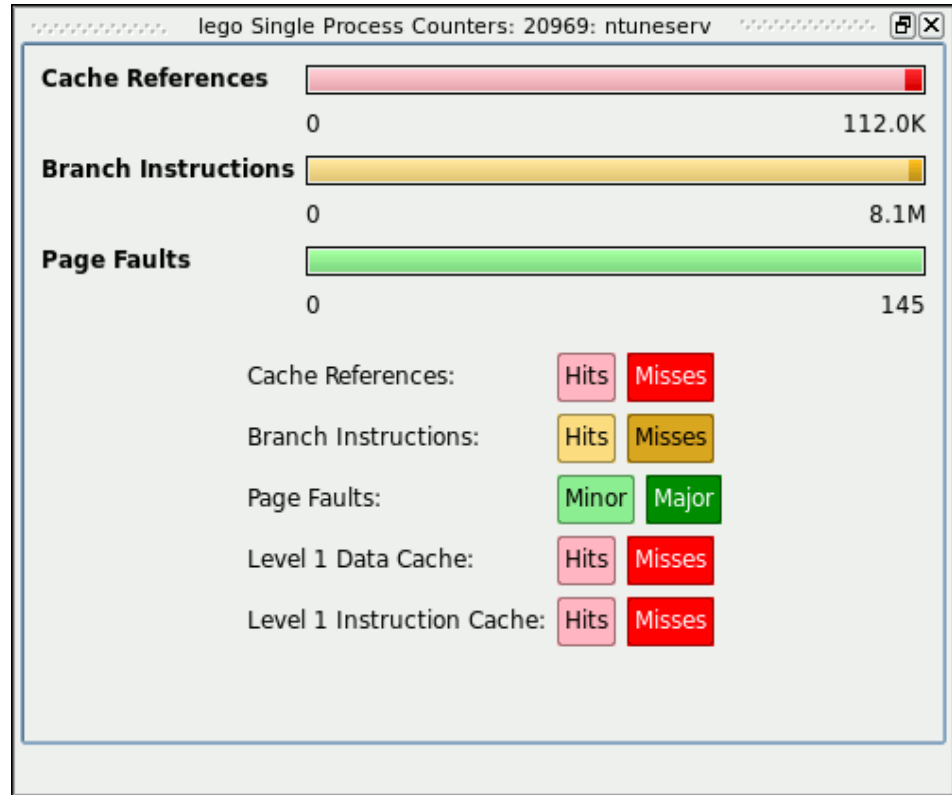 lego Single Process Counters: 20969: ntuneserv
Cache References
0 112.0K
Branch Instructions
0 8.1M
Page Faults
0 145
Cache References: Hits Misses
Branch Instructions: Hits Misses
Page Faults: Minor Major
Level 1 Data Cache: Hits Misses
Level 1 Instruction Cache: Hits Misses